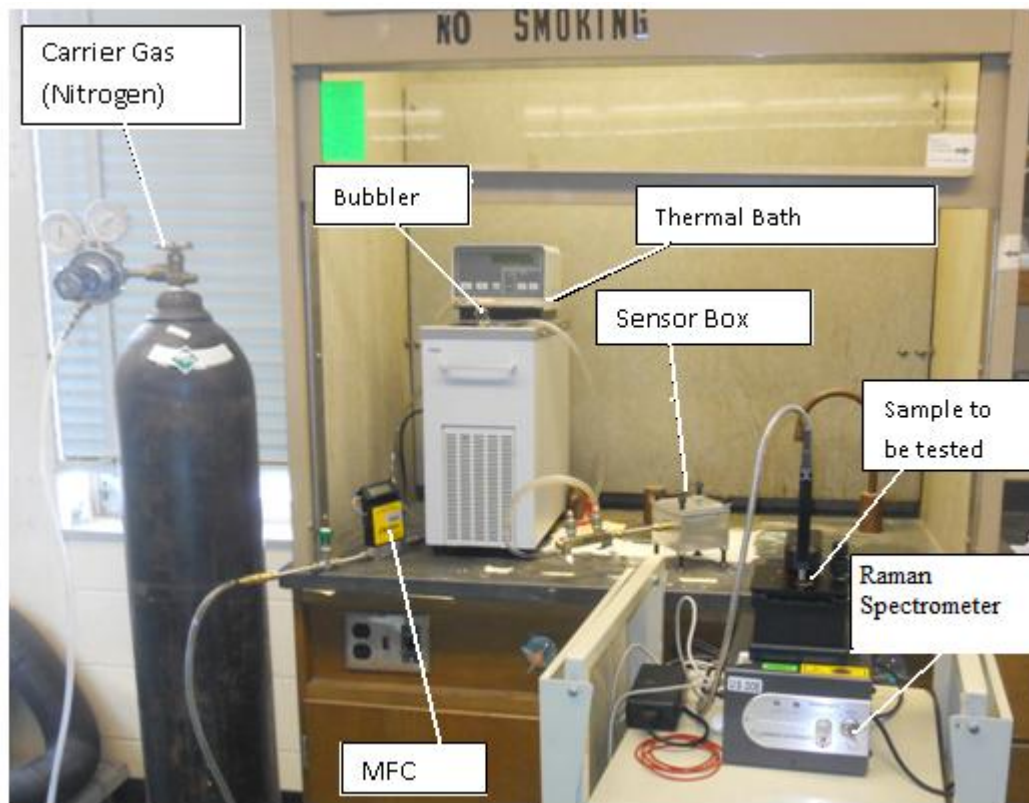 NO SMOKING
Carrier Gas
(Nitrogen)
Bubbler
Thermal Bath
Sensor Box
Sample to
be tested
Raman
Spectrometer
MFC